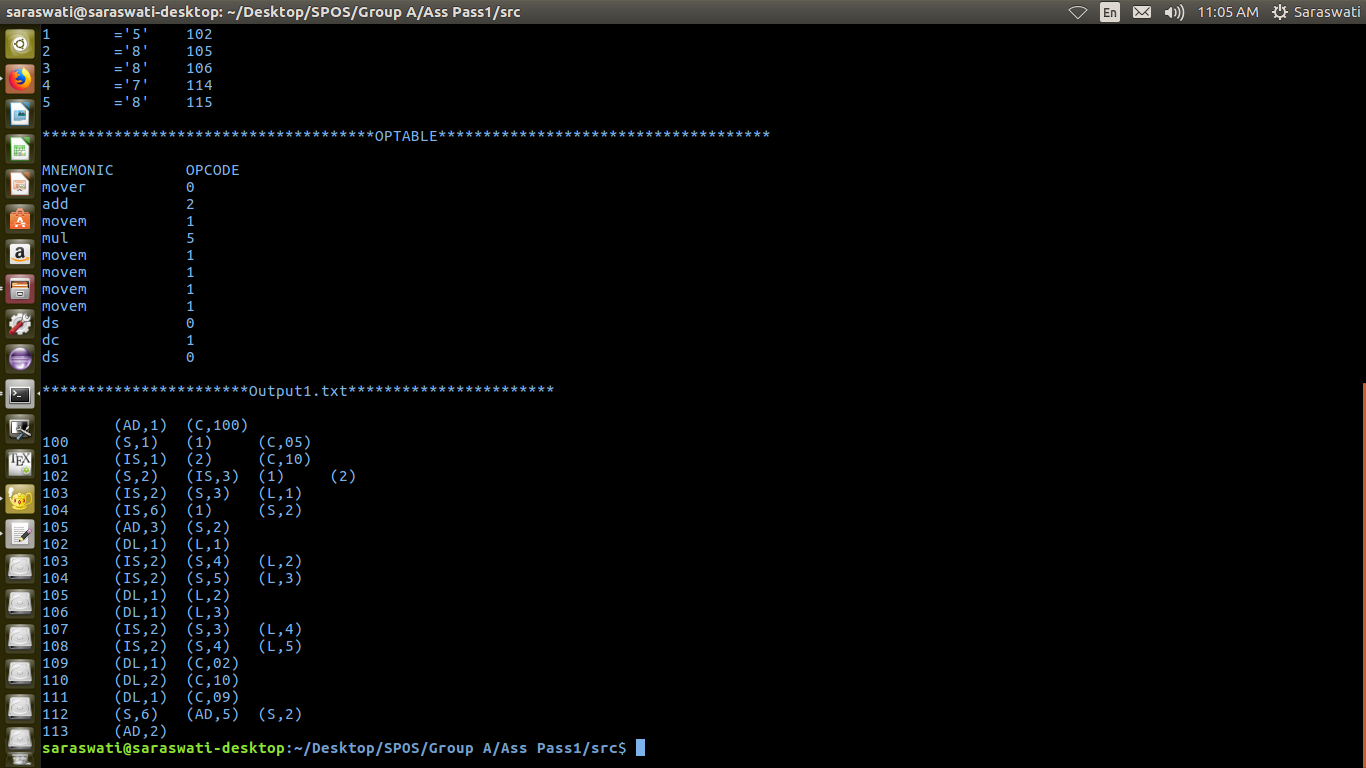 saraswati@saraswati-desktop: ~/Desktop/SPOS/Group A/Ass Pass1/src En 11:05 AM Saraswati
1 ='5' 102
2 ='8' 105
3 ='8' 106
4 ='7' 114
5 ='8' 115
*************************************OPTABLE*************************************
MNEMONIC OPCODE
mover 0
add 2
movem 1
mul 5
movem 1
movem 1
movem 1
movem 1
ds 0
dc 1
ds 0
***********************Output1.txt***********************
(AD,1) (C,100)
100 (S,1) (1) (C,05)
101 (IS,1) (2) (C,10)
102 (S,2) (IS,3) (1) (2)
103 (IS,2) (S,3) (L,1)
104 (IS,6) (1) (S,2)
105 (AD,3) (S,2)
102 (DL,1) (L,1)
103 (IS,2) (S,4) (L,2)
104 (IS,2) (S,5) (L,3)
105 (DL,1) (L,2)
106 (DL,1) (L,3)
107 (IS,2) (S,3) (L,4)
108 (IS,2) (S,4) (L,5)
109 (DL,1) (C,02)
110 (DL,2) (C,10)
111 (DL,1) (C,09)
112 (S,6) (AD,5) (S,2)
113 (AD,2)
saraswati@saraswati-desktop:~/Desktop/SPOS/Group A/Ass Pass1/src$
a
TEX